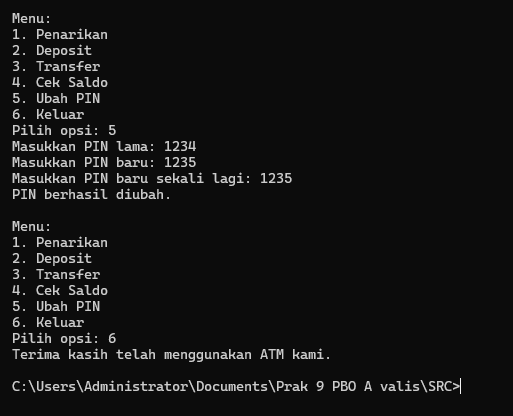 Menu:
1. Penarikan
2. Deposit
3. Transfer
4. Cek Saldo
5. Ubah PIN
6. Keluar
Pilih opsi: 5
Masukkan PIN lama: 1234
Masukkan PIN baru: 1235
Masukkan PIN baru sekali lagi: 1235
PIN berhasil diubah.
Menu:
1. Penarikan
2. Deposit
3. Transfer
4. Cek Saldo
5. Ubah PIN
6. Keluar
Pilih opsi: 6
Terima kasih telah menggunakan ATM kami.
C:\Users\Administrator\Documents\Prak 9 PBO A valis\SRC>